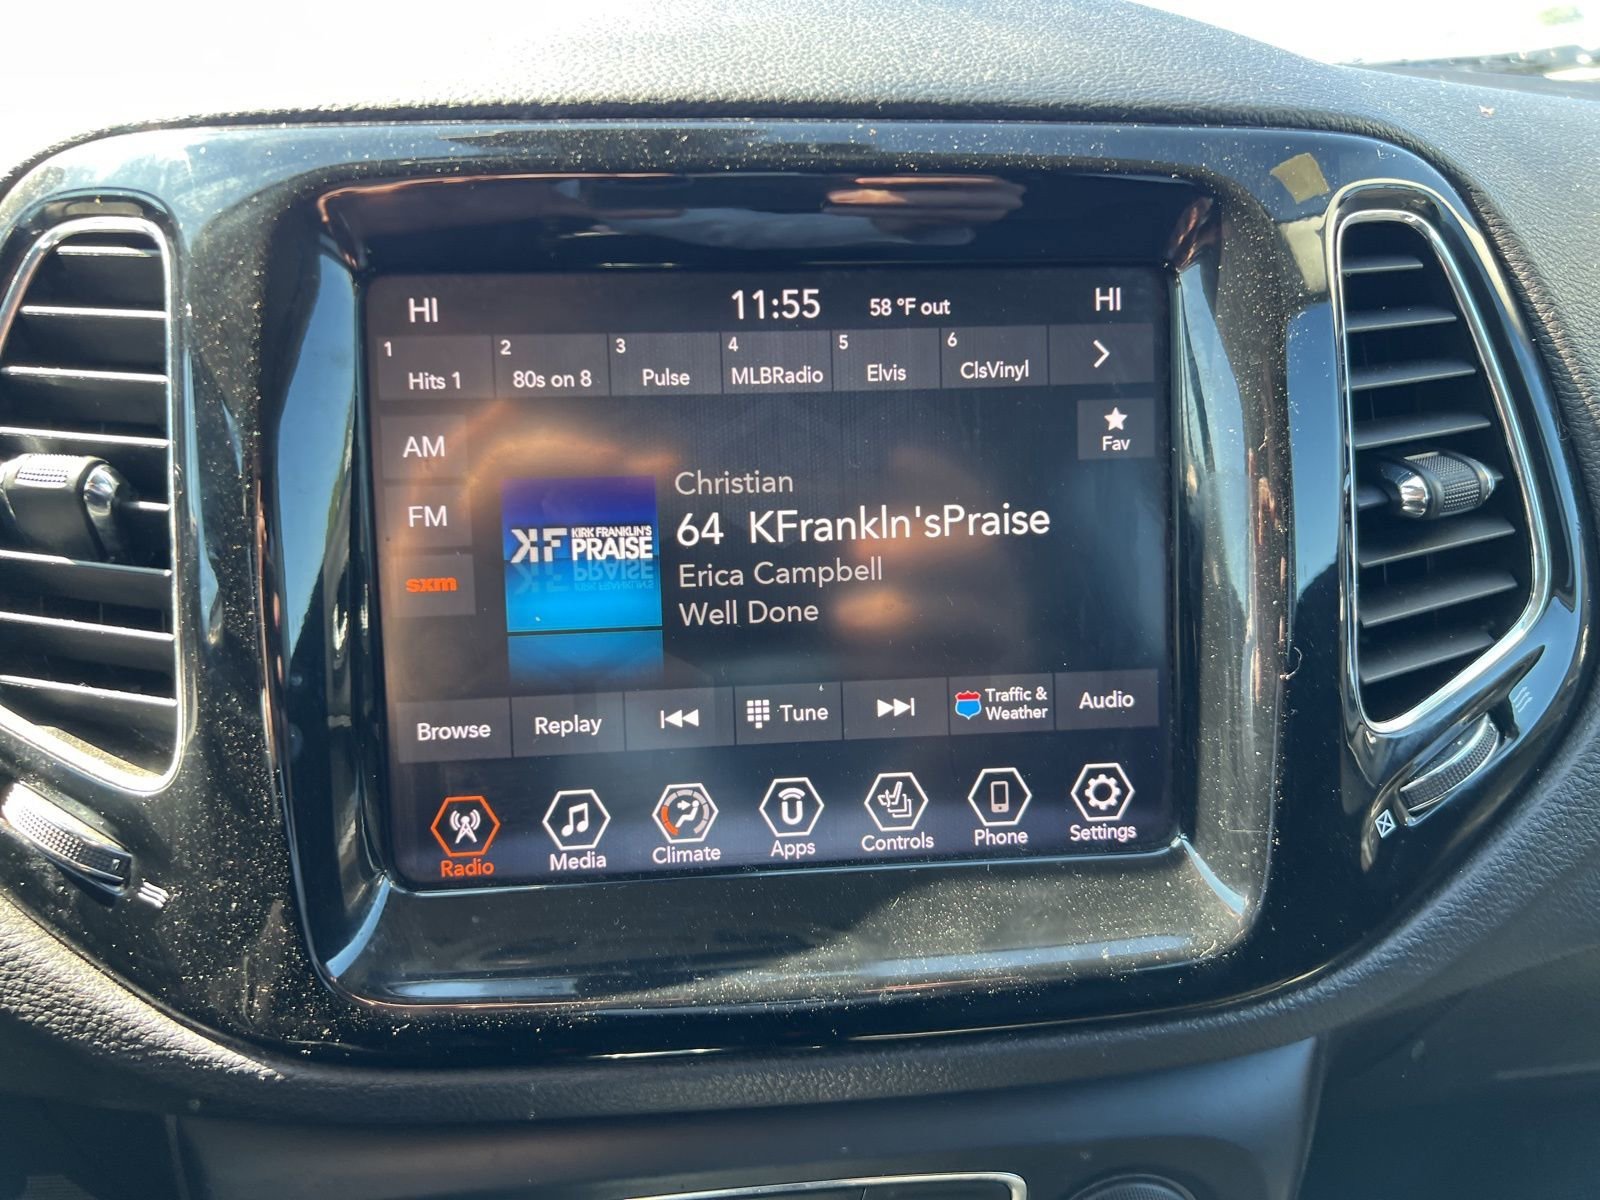 HI 11:55 58 °F out HI
1 2 3 4 5 6
Hits 1 80s on 8 Pulse MLBRadio Elvis ClsVinyl
AM
Fav
FM
sxm
KF KIRK FRANKLIN'S
PRAISE
Christian
64 KFrankln'sPraise
Erica Campbell
Well Done
Browse Replay Tune Traffic &
Weather Audio
Radio Media Climate Apps Controls Phone Settings